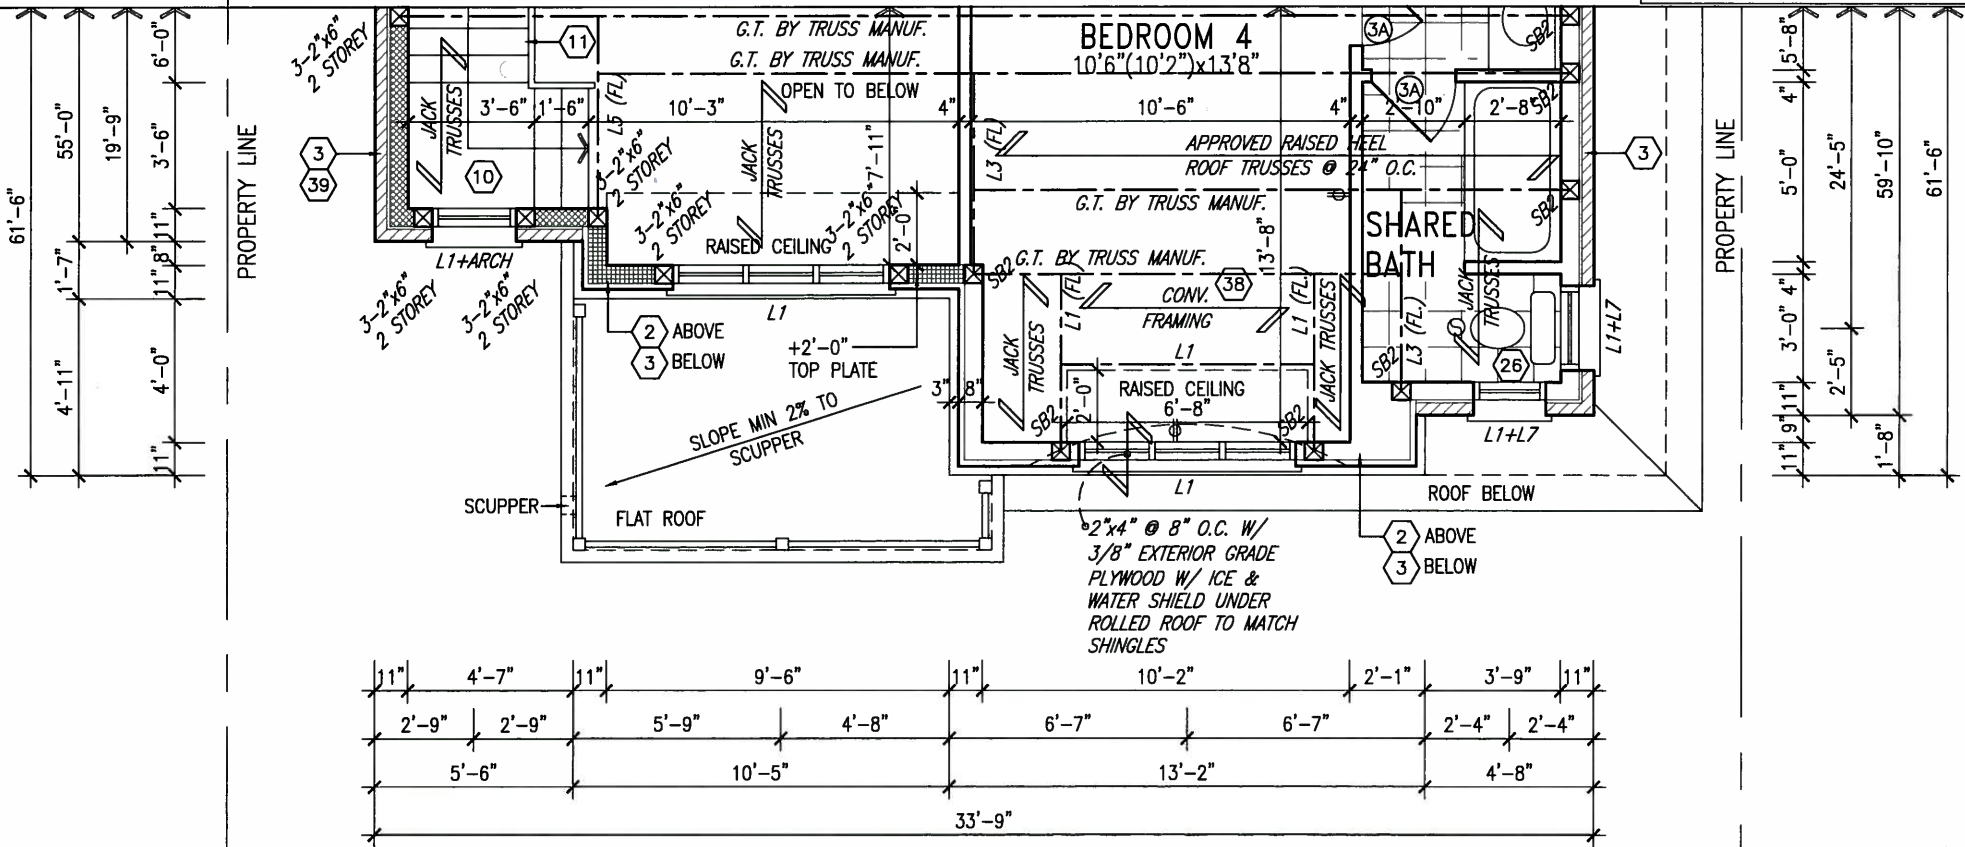 G.T. BY TRUSS MANUF.
G.T. BY TRUSS MANUF.
OPEN TO BELOW
BEDROOM 4
10'6"(10'2")x13'8"
3A
3A
SB2
SB2
SB2
11
3-2"x6"
2 STOREY
6'-0"
5'-8"
4"
3'-6"
1'-6"
10'-3"
4"
10'-6"
4"
2'-10"
2'-8"
L5 (FL)
L3 (FL)
JACK
TRUSSES
JACK
TRUSSES
APPROVED RAISED HEEL
ROOF TRUSSES @ 24" O.C.
61'-6"
55'-0"
19'-9"
3'-6"
PROPERTY LINE
3
39
10
3-2"x6"
2 STOREY
3-2"x6"
2 STOREY
3-2"x6"
2 STOREY
7'-11"
2'-0"
G.T. BY TRUSS MANUF.
SHARED
BATH
3
PROPERTY LINE
5'-0"
24'-5"
59'-10"
61'-6"
RAISED CEILING
11"
8"
11"
1'-7"
L1+ARCH
3-2"x6"
2 STOREY
3-2"x6"
2 STOREY
L1
SB2
G.T. BY TRUSS MANUF.
13'-8"
38
CONV.
FRAMING
L1 (FL)
L1 (FL)
JACK
TRUSSES
JACK TRUSSES
L1
JACK
TRUSSES
L3 (FL)
SB2
26
L1+L7
4"
3'-0"
11"
2'-5"
2 ABOVE
3 BELOW
+2'-0"
TOP PLATE
4'-11"
4'-0"
11"
3"
8"
RAISED CEILING
2'-0"
6'-8"
SB2
SB2
SLOPE MIN 2% TO
SCUPPER
L1+L7
9"
11"
1'-8"
SCUPPER
FLAT ROOF
L1
ROOF BELOW
2"x4" @ 8" O.C. W/
3/8" EXTERIOR GRADE
PLYWOOD W/ ICE &
WATER SHIELD UNDER
ROLLED ROOF TO MATCH
SHINGLES
2 ABOVE
3 BELOW
11" 4'-7" 11" 9'-6" 11" 10'-2" 2'-1" 3'-9" 11"
2'-9" 2'-9" 5'-9" 4'-8" 6'-7" 6'-7" 2'-4" 2'-4"
5'-6" 10'-5" 13'-2" 4'-8"
33'-9"